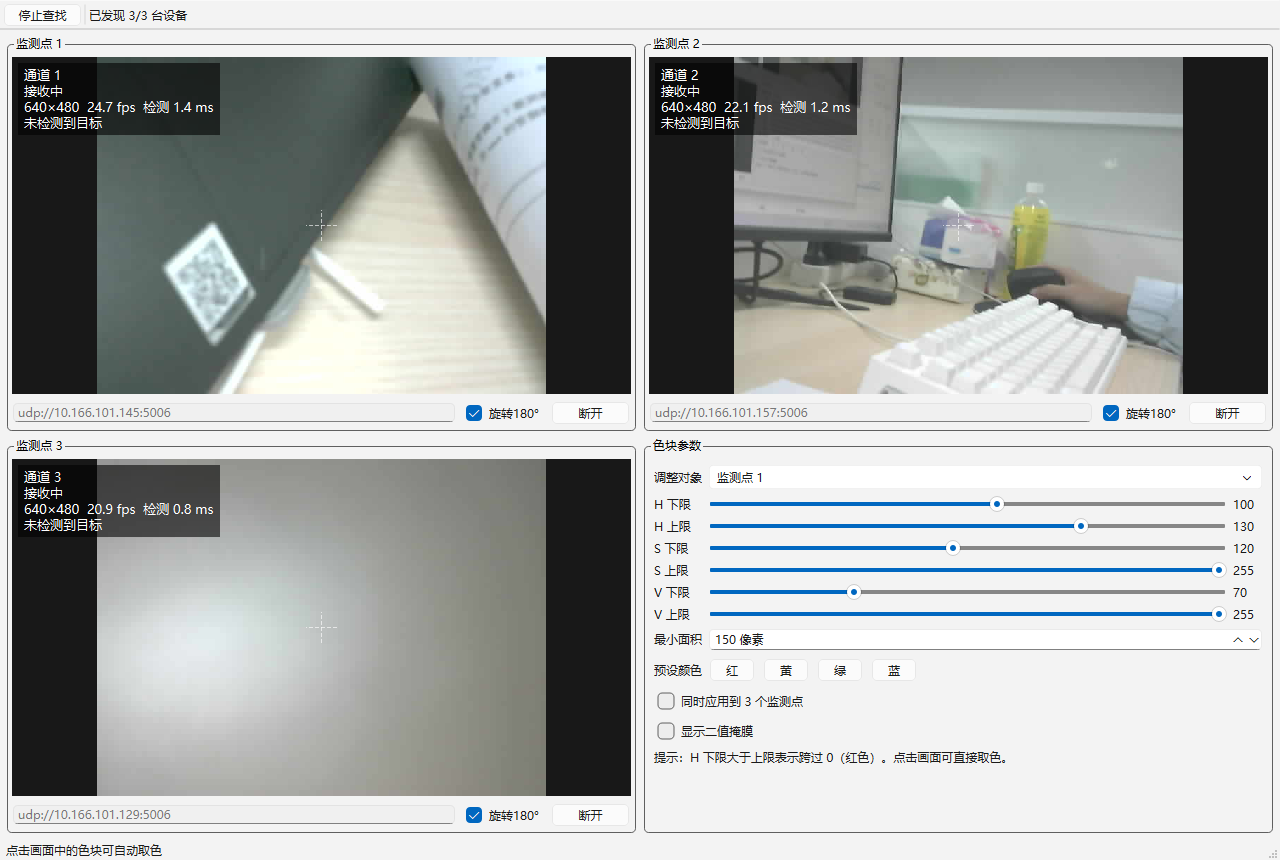 停止查找
已发现 3/3 台设备
监测点 1
通道 1
接收中
640×480 24.7 fps 检测 1.4 ms
未检测到目标
udp://10.166.101.145:5006
旋转180°
断开
监测点 2
通道 2
接收中
640×480 22.1 fps 检测 1.2 ms
未检测到目标
udp://10.166.101.157:5006
旋转180°
断开
监测点 3
通道 3
接收中
640×480 20.9 fps 检测 0.8 ms
未检测到目标
udp://10.166.101.129:5006
旋转180°
断开
色块参数
调整对象 监测点 1
H 下限 100
H 上限 130
S 下限 120
S 上限 255
V 下限 70
V 上限 255
最小面积 150 像素
预设颜色 红 黄 绿 蓝
同时应用到 3 个监测点
显示二值掩膜
提示：H 下限大于上限表示跨过 0（红色）。点击画面可直接取色。
点击画面中的色块可自动取色